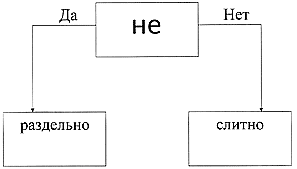 Да
не
Нет
раздельно
слитно